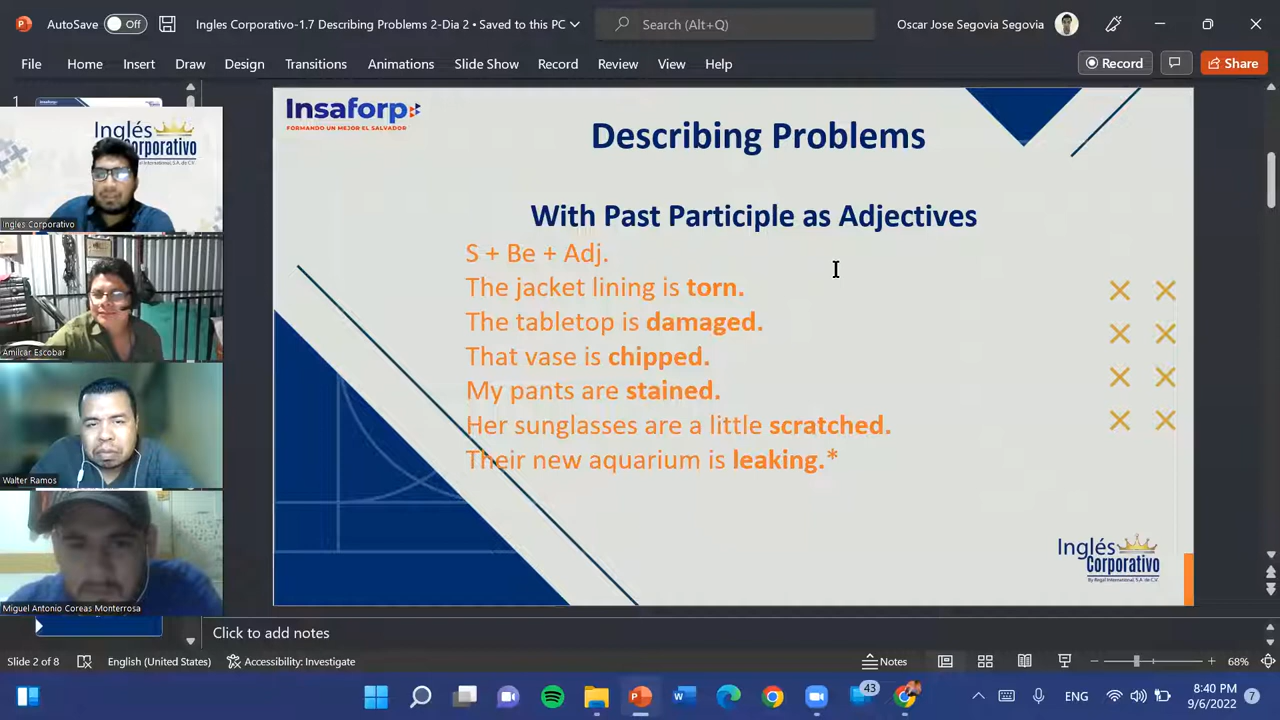 AutoSave
Off
Ingles Corporativo-1.7 Describing Problems 2-Dia 2 • Saved to this PC
Search (Alt+Q)
Oscar Jose Segovia Segovia
File Home Insert Draw Design Transitions Animations Slide Show Record Review View Help
Record
Share
1
Inglés
Corporativo
al International, S.A. de C.V.
Ingles Corporativo
Amilcar Escobar
Walter Ramos
Miguel Antonio Coreas Monterrosa
Insaforp
FORMANDO UN MEJOR EL SALVADOR
Describing Problems
With Past Participle as Adjectives
S + Be + Adj.
The jacket lining is torn.
The tabletop is damaged.
That vase is chipped.
My pants are stained.
Her sunglasses are a little scratched.
Their new aquarium is leaking.*
Inglés
Corporativo
By Regal International, S.A. de C.V.
Click to add notes
Slide 2 of 8
English (United States)
Accessibility: Investigate
Notes
68%
43
ENG
8:40 PM
9/6/2022
7